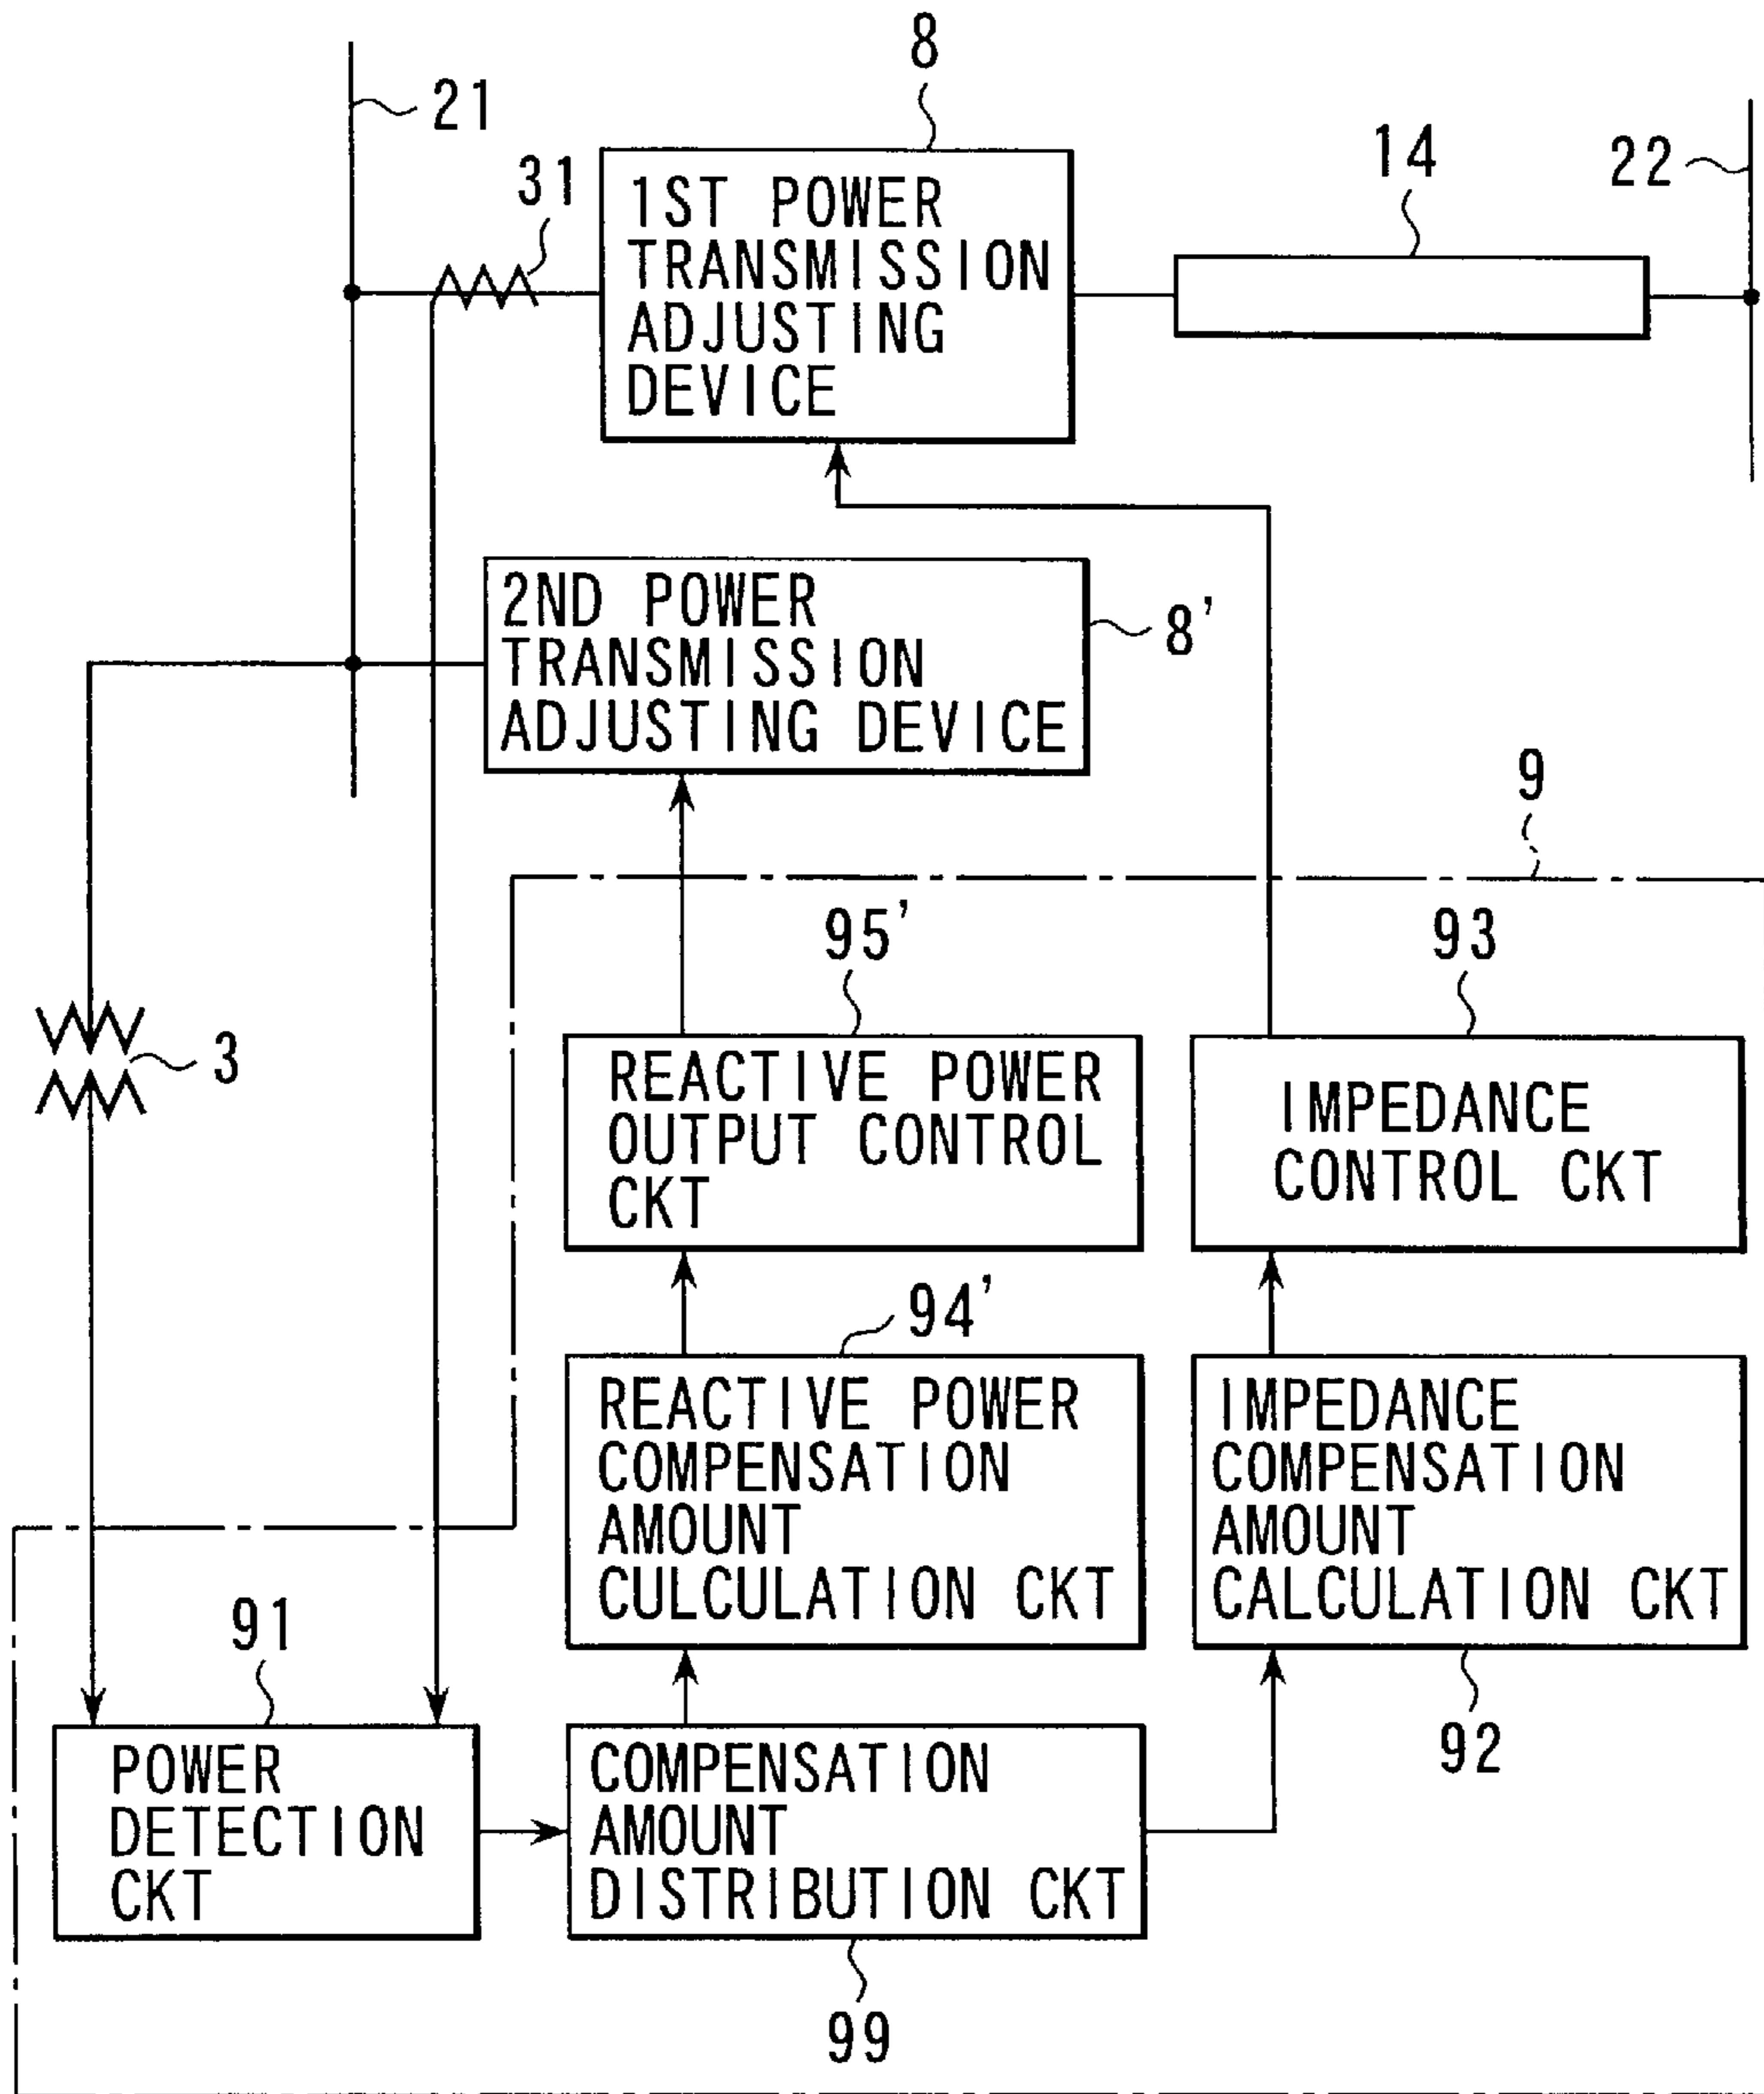 8
21
14
22
31
1ST POWER
TRANSMISSION
ADJUSTING
DEVICE
2ND POWER
TRANSMISSION
ADJUSTING DEVICE
8'
9
95'
93
3
REACTIVE POWER
OUTPUT CONTROL
CKT
IMPEDANCE
CONTROL CKT
94'
REACTIVE POWER
COMPENSATION
AMOUNT
CULCULATION CKT
IMPEDANCE
COMPENSATION
AMOUNT
CALCULATION CKT
91
92
POWER
DETECTION
CKT
COMPENSATION
AMOUNT
DISTRIBUTION CKT
99